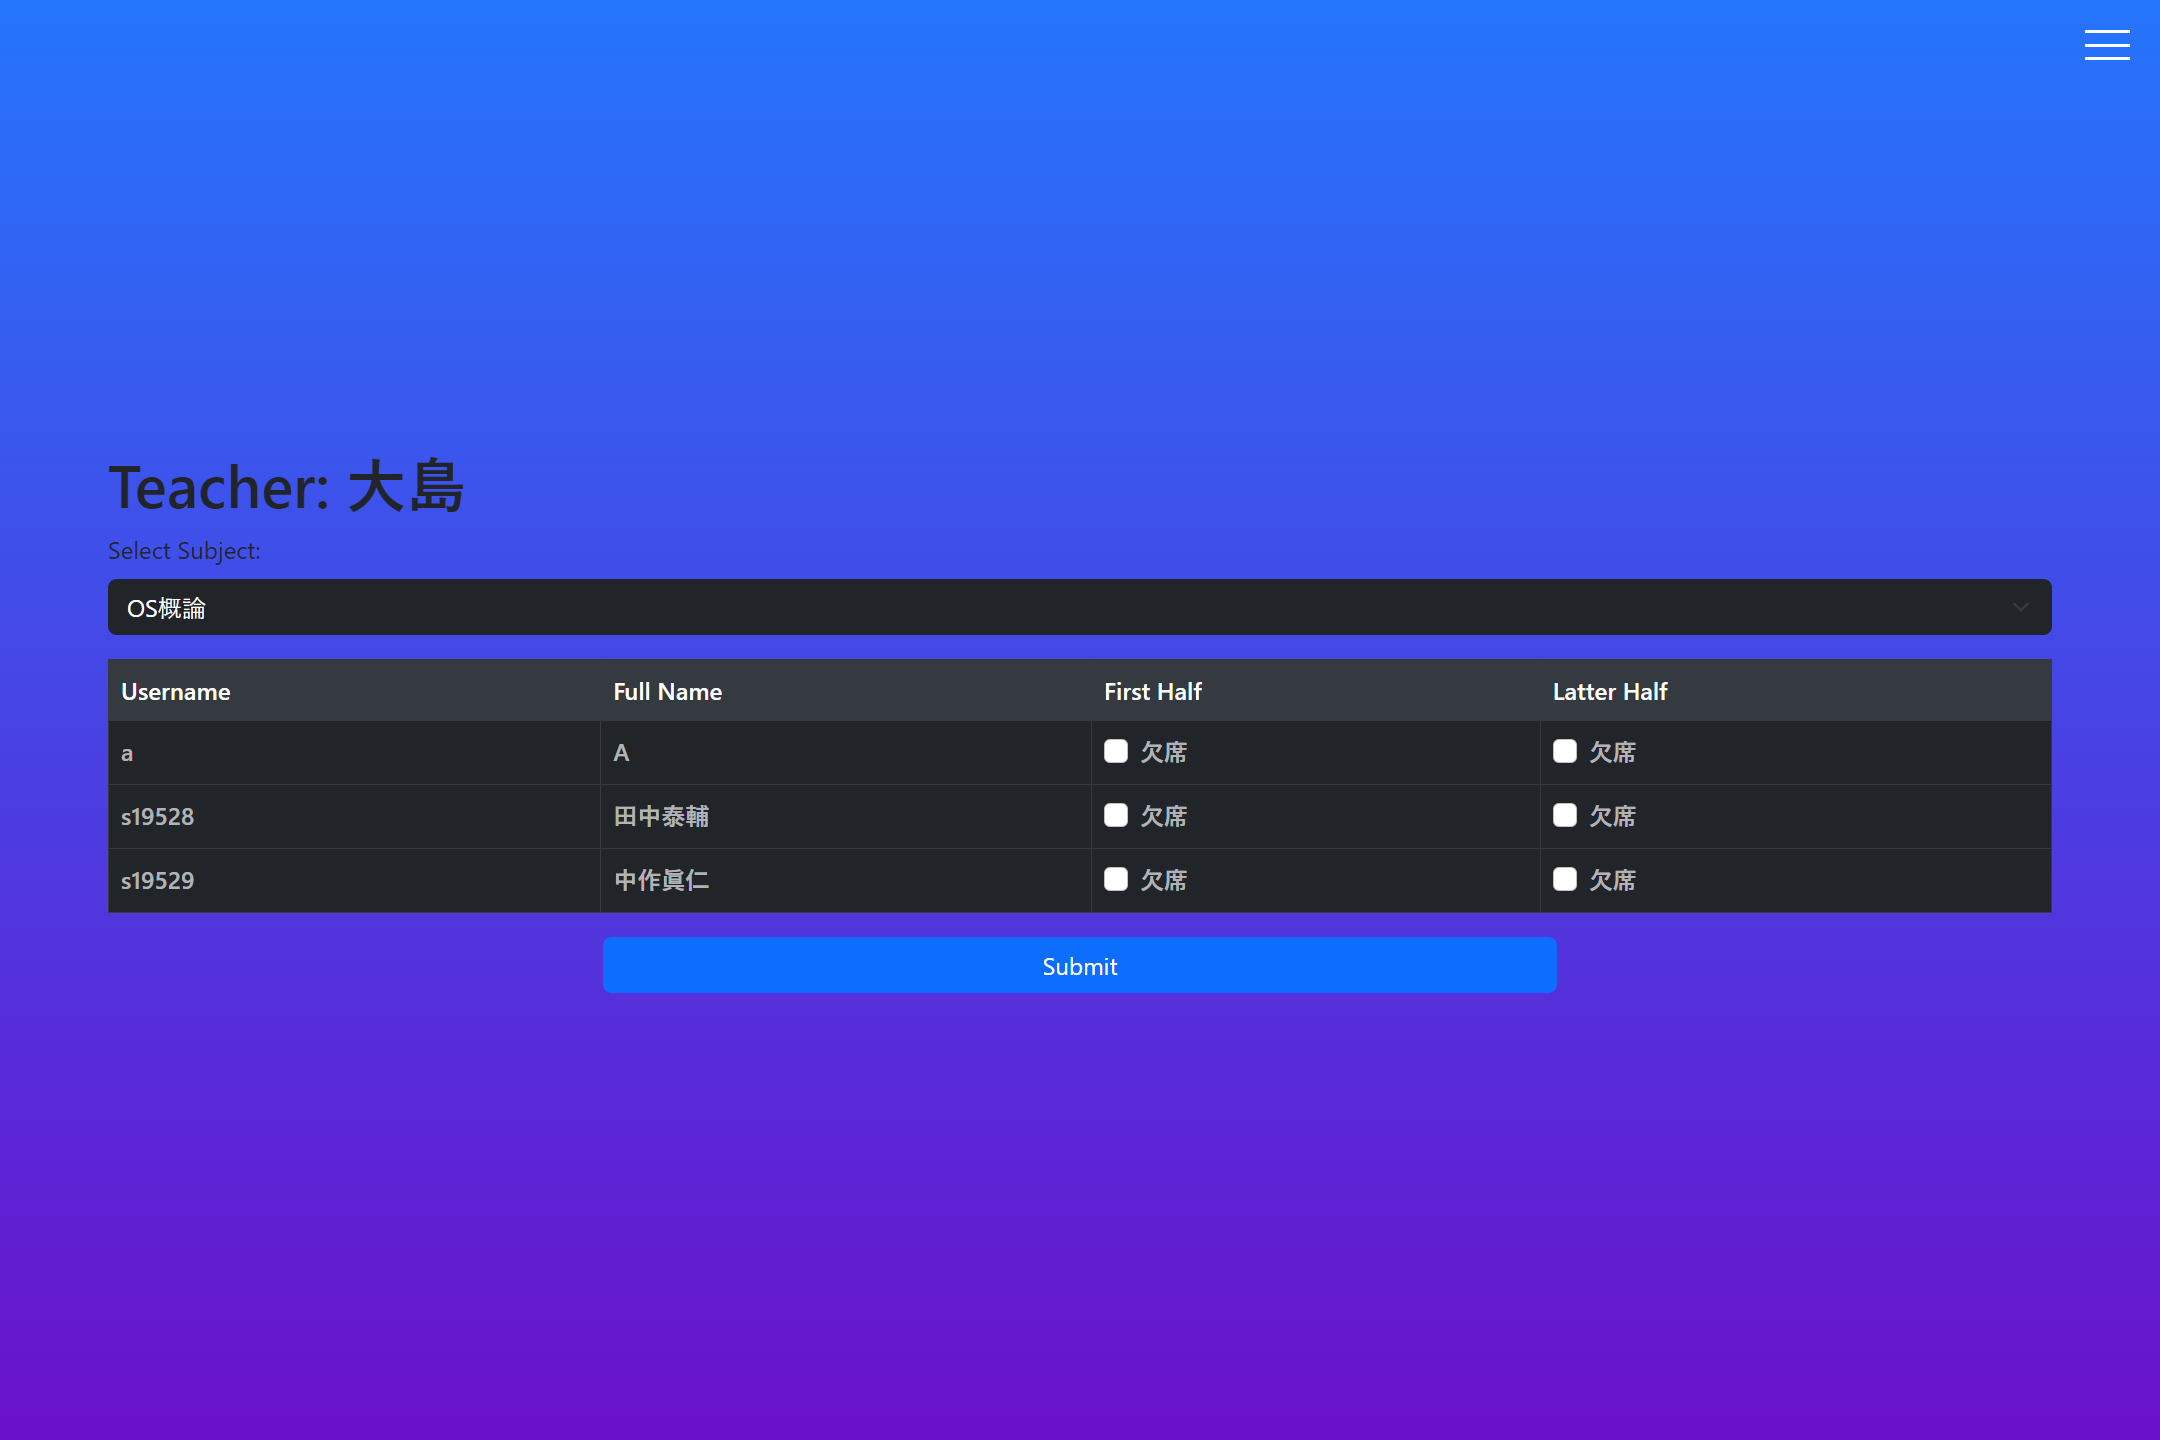 Teacher: 大島
Select Subject:
OS概論
Username Full Name First Half Latter Half
a A 欠席 欠席
s19528 田中泰輔 欠席 欠席
s19529 中作眞仁 欠席 欠席
Submit